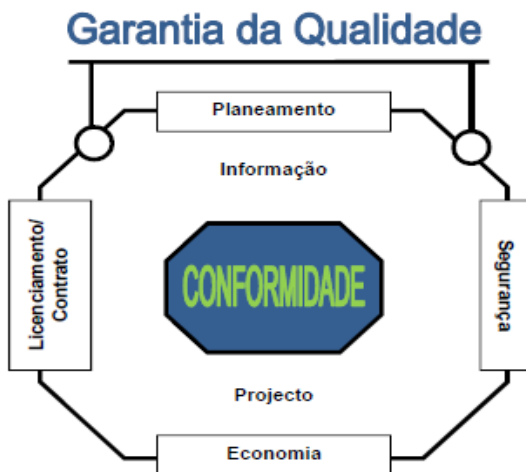 Garantia da Qualidade
Planeamento
Informação
Licenciamento/
Contrato
CONFORMIDADE
Segurança
Projecto
Economia